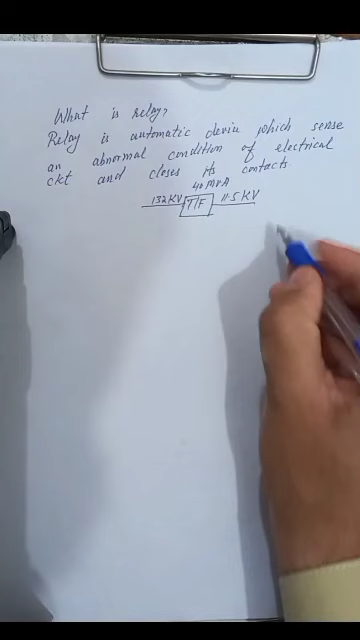 What is relay?
Relay is automatic device which sense
an abnormal condition of electrical
ckt and closes its contacts
40 MVA
132 KV T/F 11.5 KV